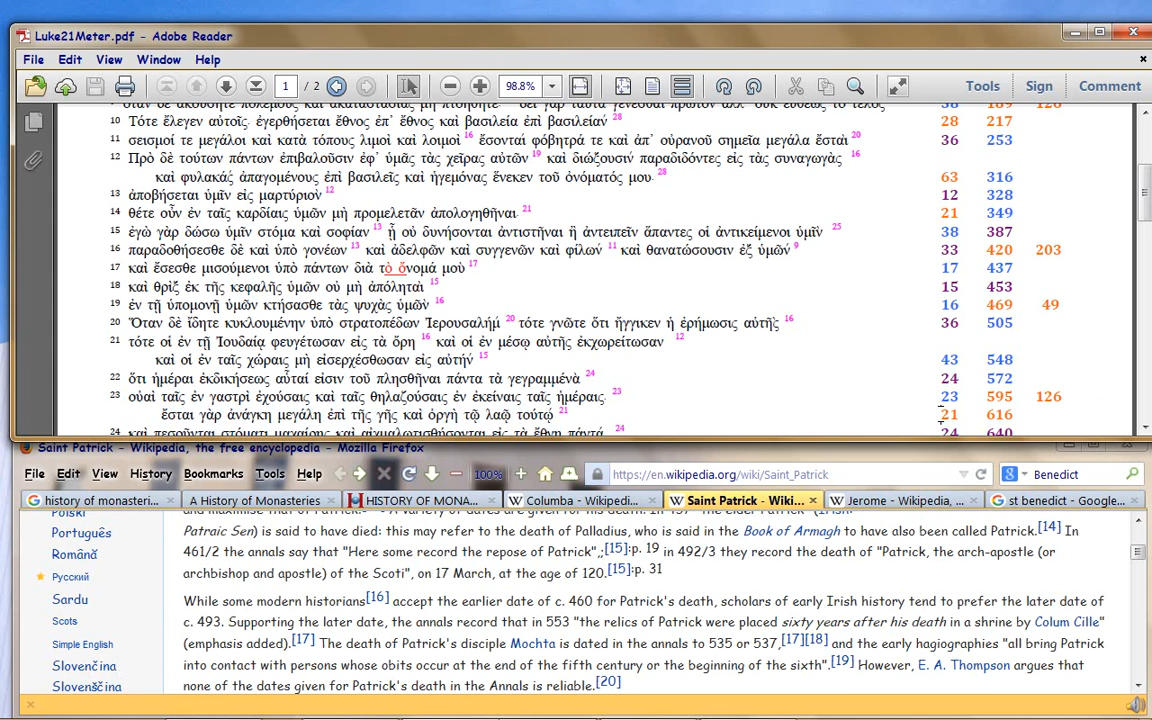 Luke21Meter.pdf - Adobe Reader
File Edit View Window Help
1 / 2 98.8% Tools Sign Comment
10 Τότε ἔλεγεν αὐτοῖς· ἐγερθήσεται ἔθνος ἐπ᾽ ἔθνος καὶ βασιλεία ἐπὶ βασιλείαν 28 28 217
11 σεισμοί τε μεγάλοι καὶ κατὰ τόπους λιμοὶ καὶ λοιμοὶ 16 ἔσονταί φόβητρά τε καὶ ἀπ᾽ οὐρανοῦ σημεῖα μεγάλα ἔσταὶ 20 36 253
12 Πρὸ δὲ τούτων πάντων ἐπιβαλοῦσιν ἐφ᾽ ὑμᾶς τὰς χεῖρας αὐτῶν 19 καὶ διώξουσιν παραδιδόντες εἰς τὰς συναγωγὰς 16
καὶ φυλακάς ἀπαγομένους ἐπὶ βασιλεῖς καὶ ἡγεμόνας ἕνεκεν τοῦ ὀνόματός μου· 28 63 316
13 ἀποβήσεται ὑμῖν εἰς μαρτύριὸν 12 12 328
14 θέτε οὖν ἐν ταῖς καρδίαις ὑμῶν μὴ προμελετᾶν ἀπολογηθῆναι· 21 21 349
15 ἐγὼ γὰρ δώσω ὑμῖν στόμα καὶ σοφίαν 13 ᾗ οὐ δυνήσονται ἀντιστῆναι ἢ ἀντειπεῖν ἅπαντες οἱ ἀντικείμενοι ὑμῖν 25 38 387
16 παραδοθήσεσθε δὲ καὶ ὑπὸ γονέων 13 καὶ ἀδελφῶν καὶ συγγενῶν καὶ φίλων 11 καὶ θανατώσουσιν ἐξ ὑμῶν 9 33 420 203
17 καὶ ἔσεσθε μισούμενοι ὑπὸ πάντων διὰ τὸ ὄνομά μοὺ 17 17 437
18 καὶ θρὶξ ἐκ τῆς κεφαλῆς ὑμῶν οὐ μὴ ἀπόληταὶ 15 15 453
19 ἐν τῇ ὑπομονῇ ὑμῶν κτήσασθε τὰς ψυχὰς ὑμῶν 16 16 469 49
20 Ὅταν δὲ ἴδητε κυκλουμένην ὑπὸ στρατοπέδων Ἰερουσαλήμ 20 τότε γνῶτε ὅτι ἤγγικεν ἡ ἐρήμωσις αὐτῆς 16 36 505
21 τότε οἱ ἐν τῇ Ἰουδαίᾳ φευγέτωσαν εἰς τὰ ὄρη 16 καὶ οἱ ἐν μέσῳ αὐτῆς ἐκχωρείτωσαν 12
καὶ οἱ ἐν ταῖς χώραις μὴ εἰσερχέσθωσαν εἰς αὐτήν 15 43 548
22 ὅτι ἡμέραι ἐκδικήσεως αὗταί εἰσιν τοῦ πλησθῆναι πάντα τὰ γεγραμμένὰ 24 24 572
23 οὐαὶ ταῖς ἐν γαστρὶ ἐχούσαις καὶ ταῖς θηλαζούσαις ἐν ἐκείναις ταῖς ἡμέραις· 23 23 595 126
ἔσται γὰρ ἀνάγκη μεγάλη ἐπὶ τῆς γῆς καὶ ὀργὴ τῷ λαῷ τούτῳ 21 21 616
24 καὶ πεσοῦνται στόματι μαχαίρης καὶ αἰχμαλωτισθήσονται εἰς τὰ ἔθνη πάντά 24 24 640
Saint Patrick - Wikipedia, the free encyclopedia - Mozilla Firefox
File Edit View History Bookmarks Tools Help 100% https://en.wikipedia.org/wiki/Saint_Patrick Benedict
history of monasteri... A History of Monasteries HISTORY OF MONA... Columba - Wikipedi... Saint Patrick - Wiki... Jerome - Wikipedia, ... st benedict - Google...
Polski
Português
Română
Русский
Sardu
Scots
Simple English
Slovenčina
Slovenščina
Patraic Sen) is said to have died: this may refer to the death of Palladius, who is said in the Book of Armagh to have also been called Patrick.[14] In
461/2 the annals say that "Here some record the repose of Patrick",;[15]:p. 19 in 492/3 they record the death of "Patrick, the arch-apostle (or
archbishop and apostle) of the Scoti", on 17 March, at the age of 120.[15]:p. 31
While some modern historians[16] accept the earlier date of c. 460 for Patrick's death, scholars of early Irish history tend to prefer the later date of
c. 493. Supporting the later date, the annals record that in 553 "the relics of Patrick were placed sixty years after his death in a shrine by Colum Cille"
(emphasis added).[17] The death of Patrick's disciple Mochta is dated in the annals to 535 or 537,[17][18] and the early hagiographies "all bring Patrick
into contact with persons whose obits occur at the end of the fifth century or the beginning of the sixth".[19] However, E. A. Thompson argues that
none of the dates given for Patrick's death in the Annals is reliable.[20]